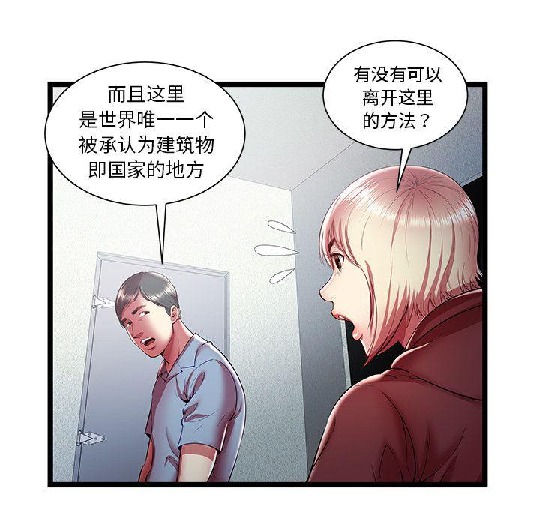 而且这里
是世界唯一一个
被承认为建筑物
即国家的地方
有没有可以
离开这里
的方法？